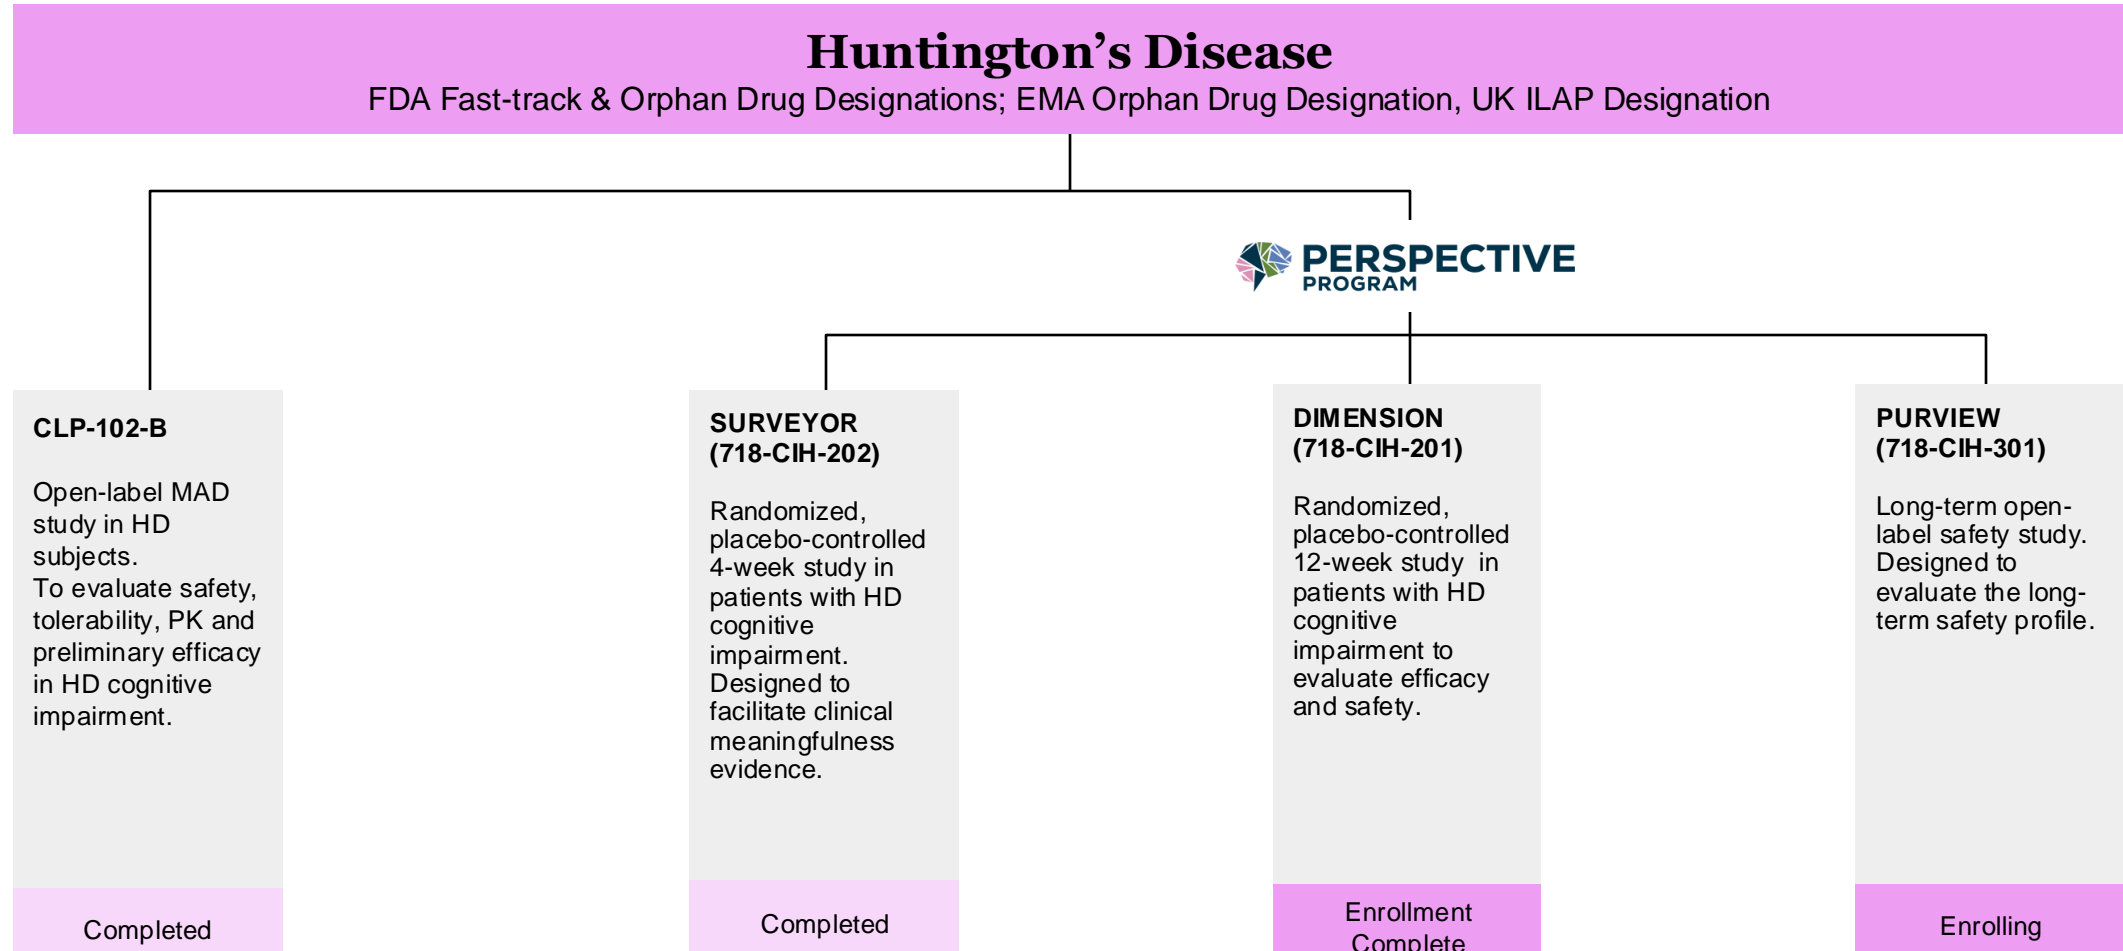 Huntington’s Disease
FDA Fast-track & Orphan Drug Designations; EMA Orphan Drug Designation, UK ILAP Designation
PERSPECTIVE
PROGRAM
CLP-102-B
Open-label MAD
study in HD
subjects.
To evaluate safety,
tolerability, PK and
preliminary efficacy
in HD cognitive
impairment.
Completed
SURVEYOR
(718-CIH-202)
Randomized,
placebo-controlled
4-week study in
patients with HD
cognitive
impairment.
Designed to
facilitate clinical
meaningfulness
evidence.
Completed
DIMENSION
(718-CIH-201)
Randomized,
placebo-controlled
12-week study in
patients with HD
cognitive
impairment to
evaluate efficacy
and safety.
Enrollment
Complete
PURVIEW
(718-CIH-301)
Long-term open-
label safety study.
Designed to
evaluate the long-
term safety profile.
Enrolling